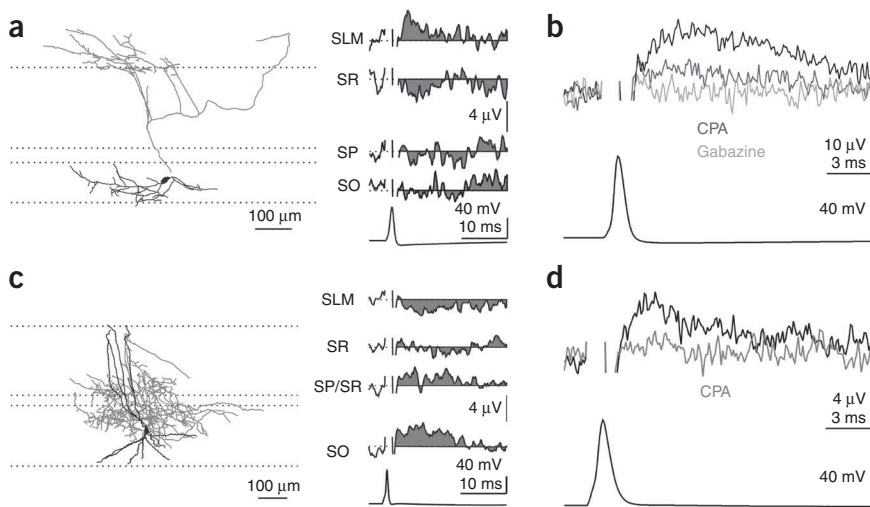 a
SLM
SR
4 µV
SP
SO
40 mV
10 ms
100 µm
b
CPA
Gabazine
10 µV
3 ms
40 mV
c
SLM
SR
SP/SR
4 µV
SO
40 mV
10 ms
100 µm
d
CPA
4 µV
3 ms
40 mV